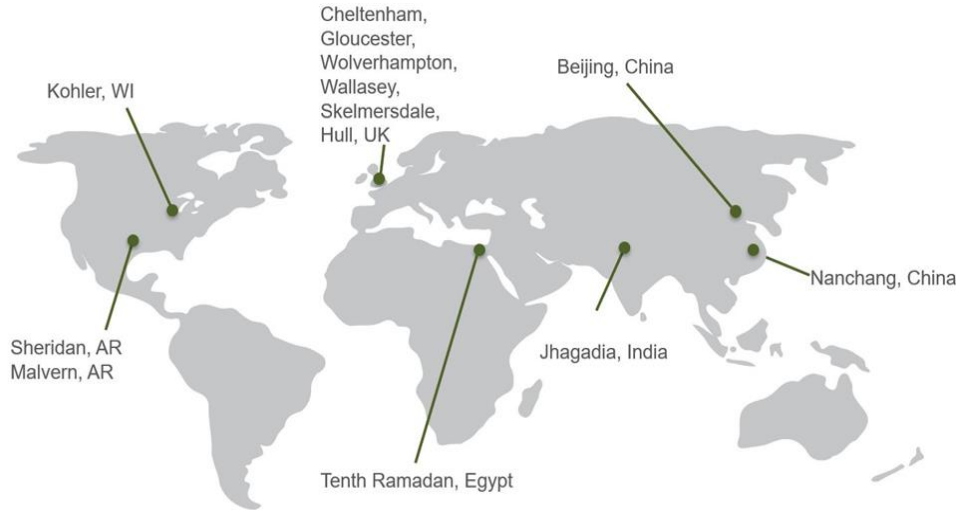 Cheltenham,
Gloucester,
Wolverhampton,
Wallasey,
Skelmersdale,
Hull, UK
Kohler, WI
Beijing, China
Nanchang, China
Sheridan, AR
Malvern, AR
Jhagadia, India
Tenth Ramadan, Egypt